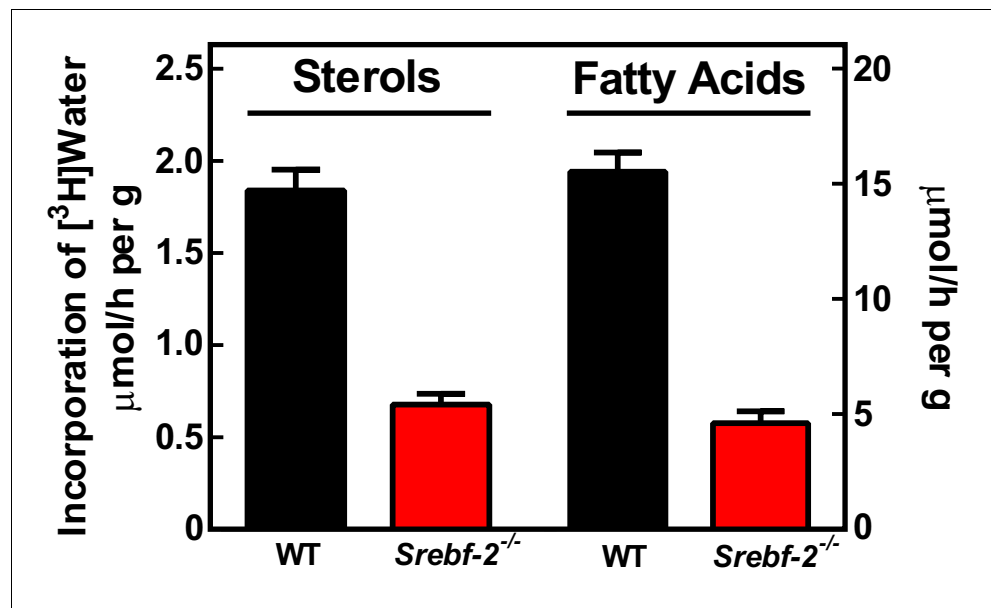 Incorporation of [³H]Water
μmol/h per g
2.5
2.0
1.5
1.0
0.5
0
Sterols
Fatty Acids
20
15
10
5
0
μmol/h per g
WT
Srebf-2⁻/⁻
WT
Srebf-2⁻/⁻